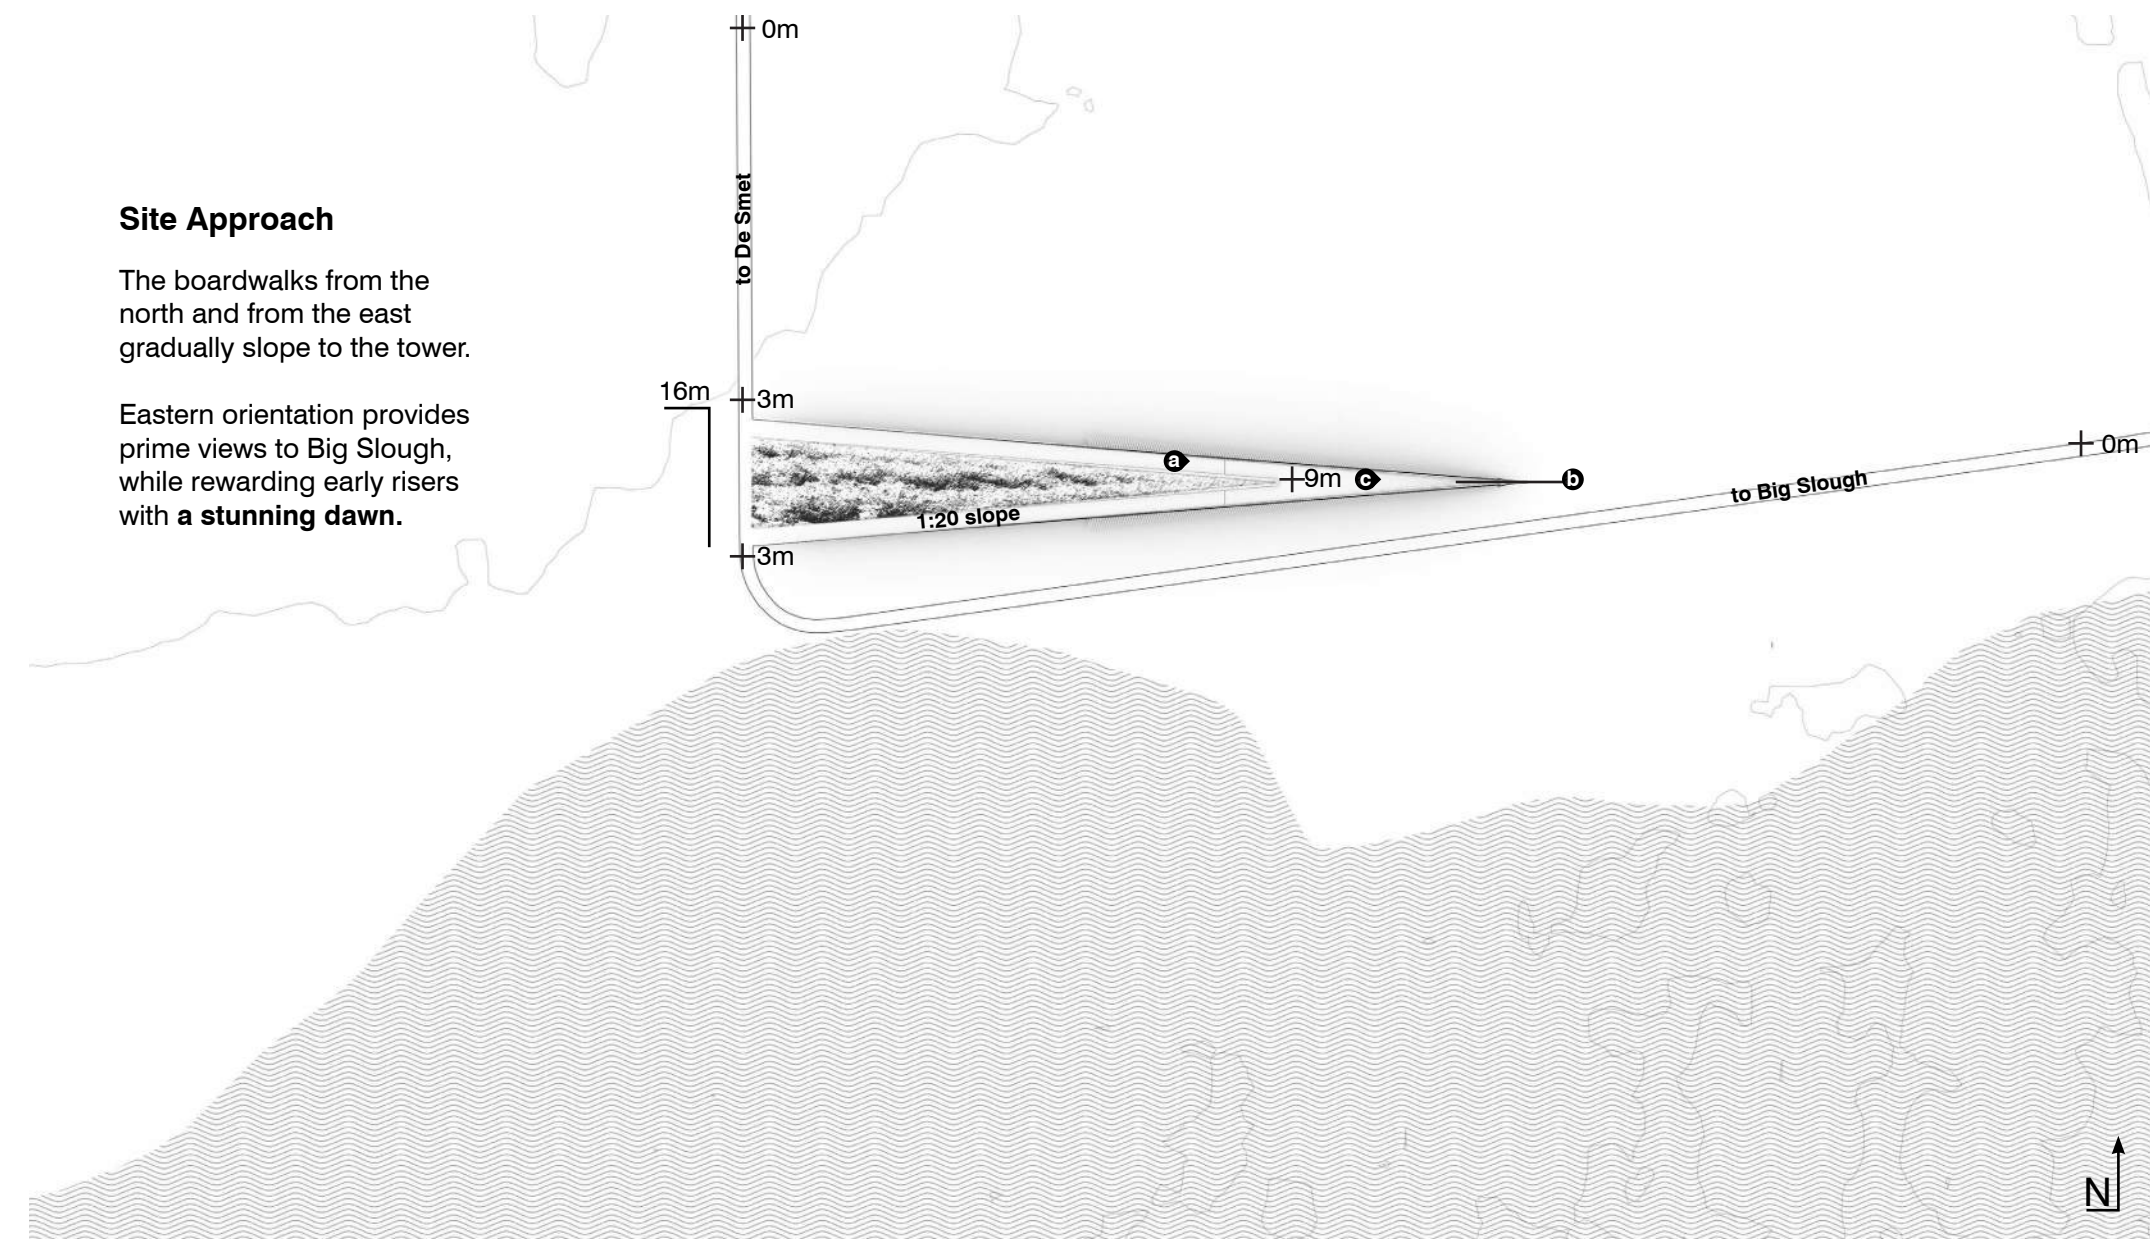 0m
to De Smet
Site Approach
The boardwalks from the
north and from the east
gradually slope to the tower.
16m
3m
Eastern orientation provides
prime views to Big Slough,
while rewarding early risers
with a stunning dawn.
a
9m
c
b
0m
to Big Slough
1:20 slope
3m
N